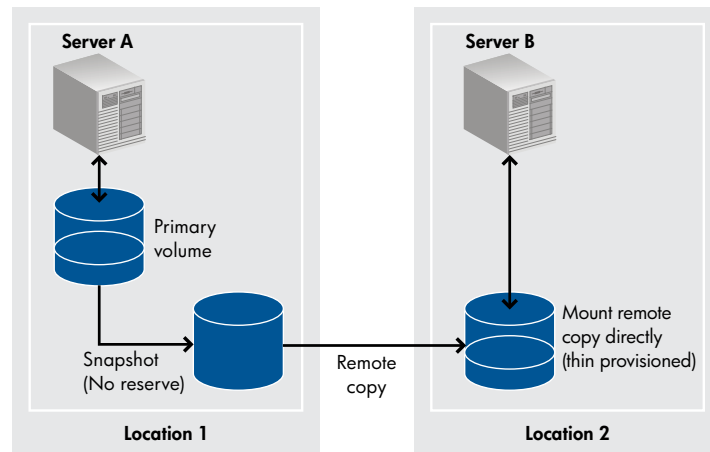 Server A
Server B
Primary
volume
Snapshot
(No reserve)
Remote
copy
Mount remote
copy directly
(thin provisioned)
Location 1
Location 2